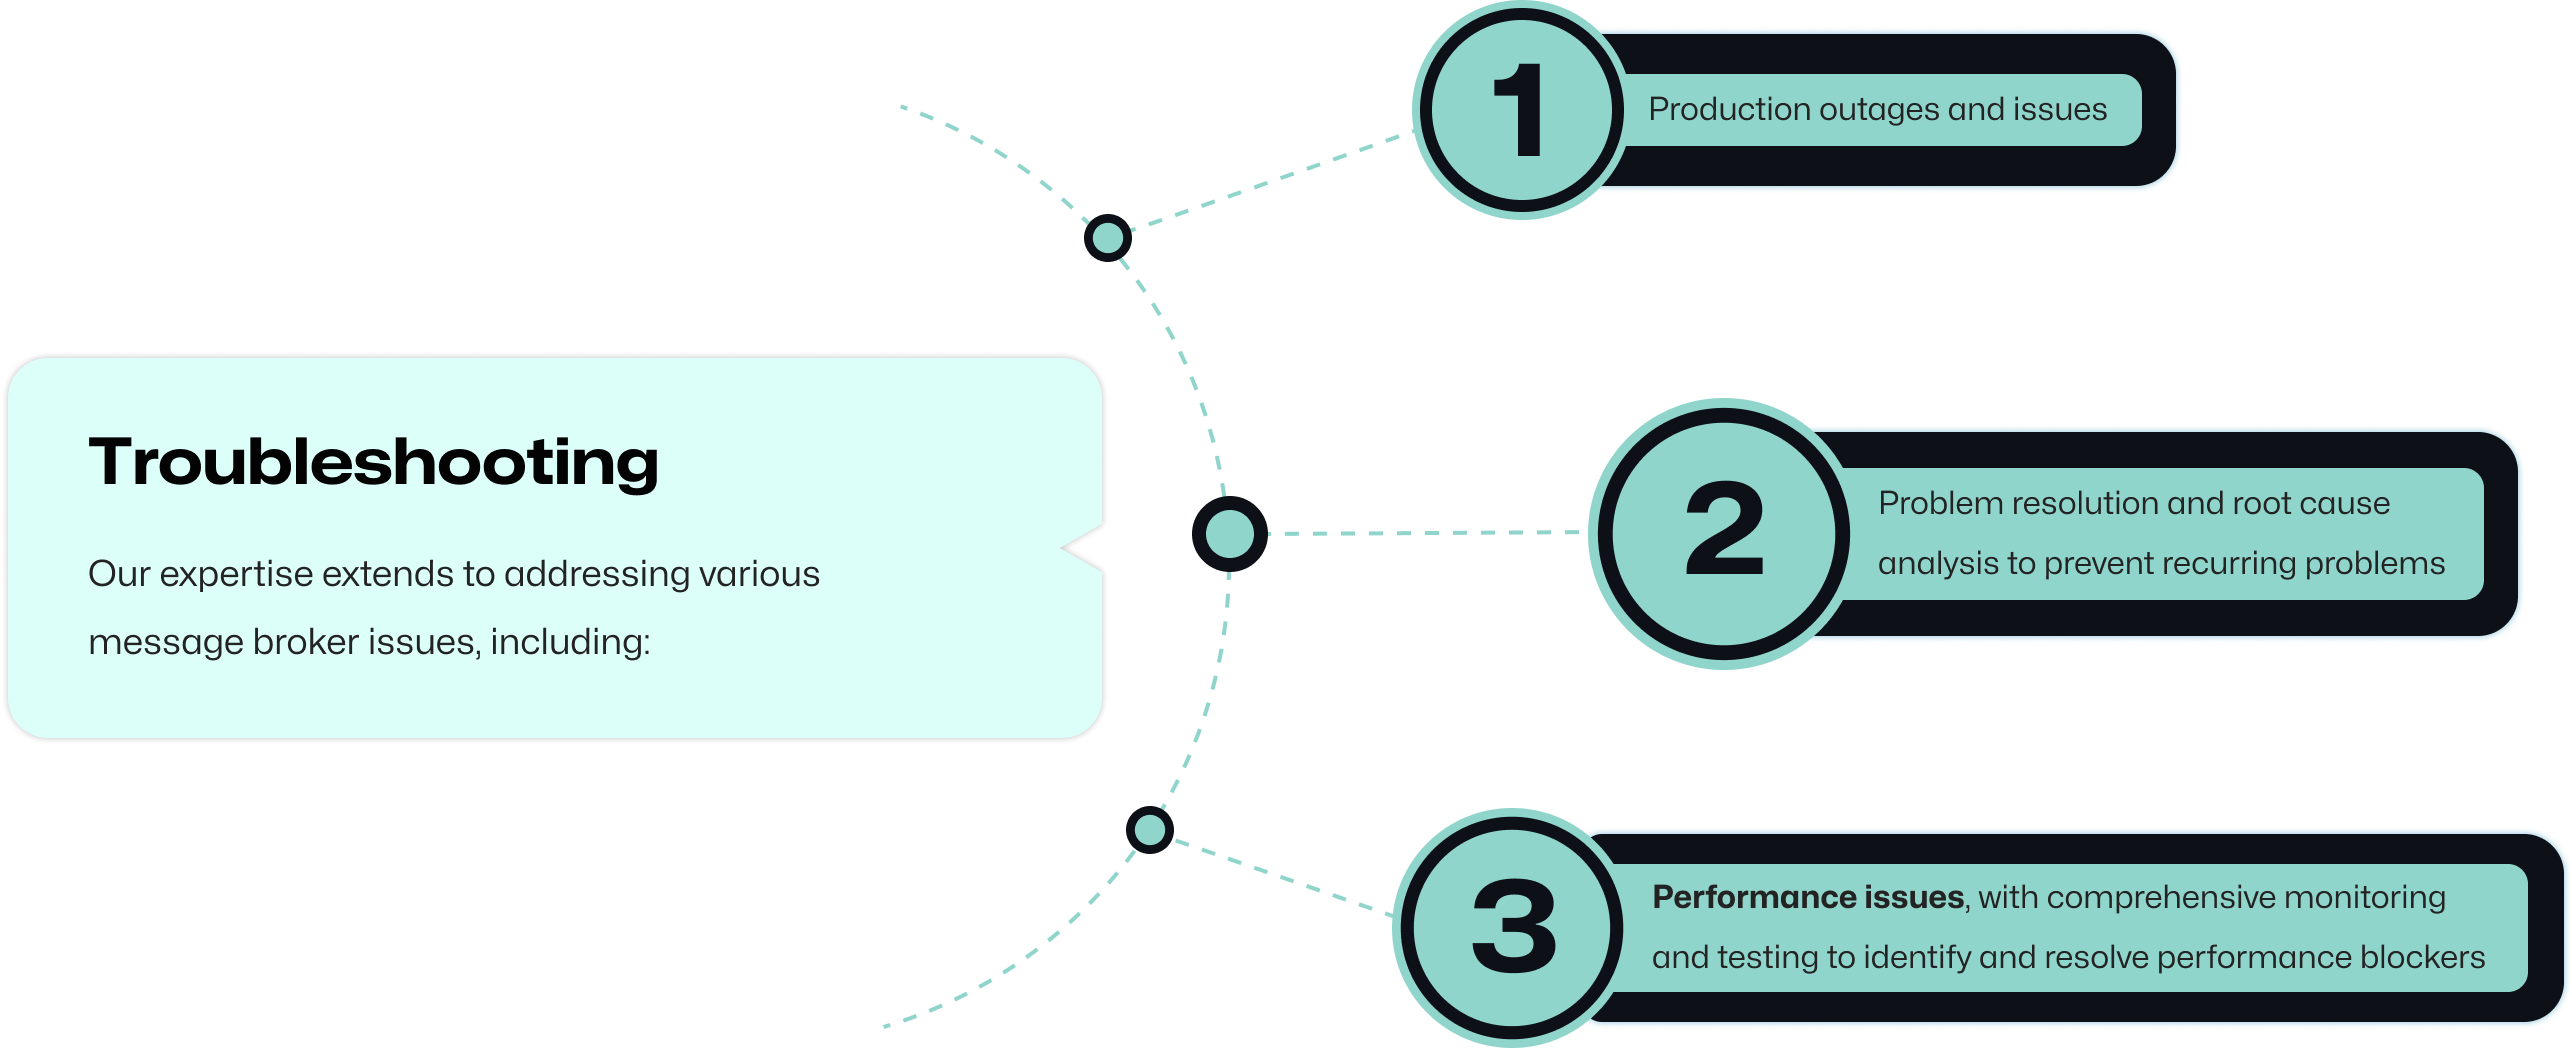 Troubleshooting
Our expertise extends to addressing various
message broker issues, including:
1
Production outages and issues
2
Problem resolution and root cause
analysis to prevent recurring problems
3
Performance issues, with comprehensive monitoring
and testing to identify and resolve performance blockers